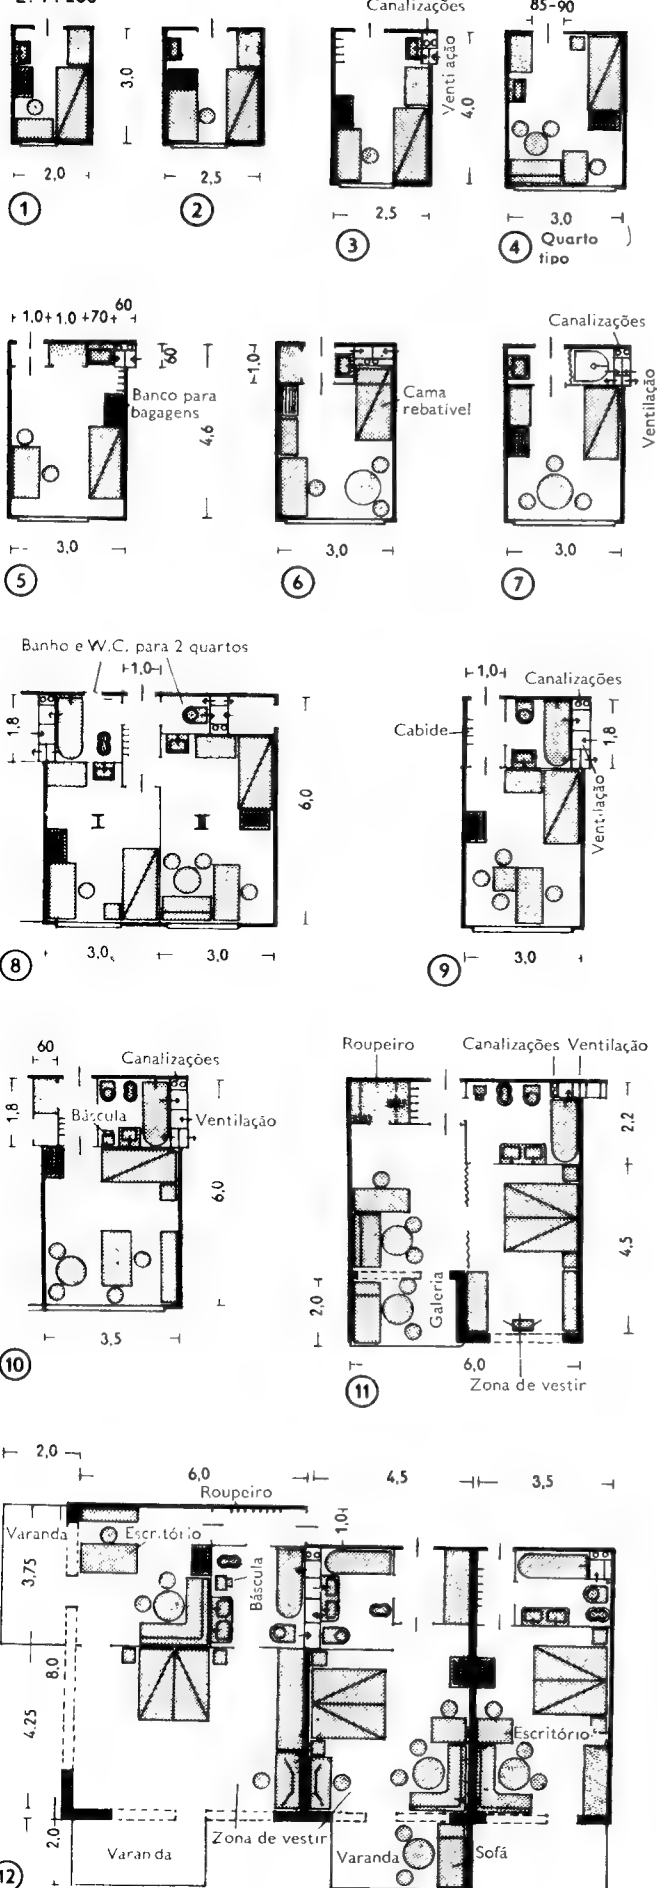 Canalizações
85-90
3,0
Ventilação
4,0
2,0
2,5
2,5
3,0
1
2
3
4
Quarto
tipo
60
1,0+1,0+70+
60
1,0
Canalizações
Banco para
bagagens
4,6
Cama
rebatível
Ventilação
3,0
3,0
3,0
5
6
7
Banho e W.C. para 2 quartos
1,0
1,0
Canalizações
1,8
Cabide
1,8
Ventilação
I
II
6,0
8
3,0
3,0
9
3,0
60
Canalizações
1,8
Báscula
Ventilação
6,0
3,5
10
Roupeiro
Canalizações Ventilação
2,2
4,5
2,0
Galeria
6,0
11
Zona de vestir
2,0
6,0
4,5
3,5
Roupeiro
1,0
Varanda
Escritório
3,75
Báscula
8,0
4.25
Escritório
2,0
Varanda
Zona de vestir
Varanda
Sofá
12